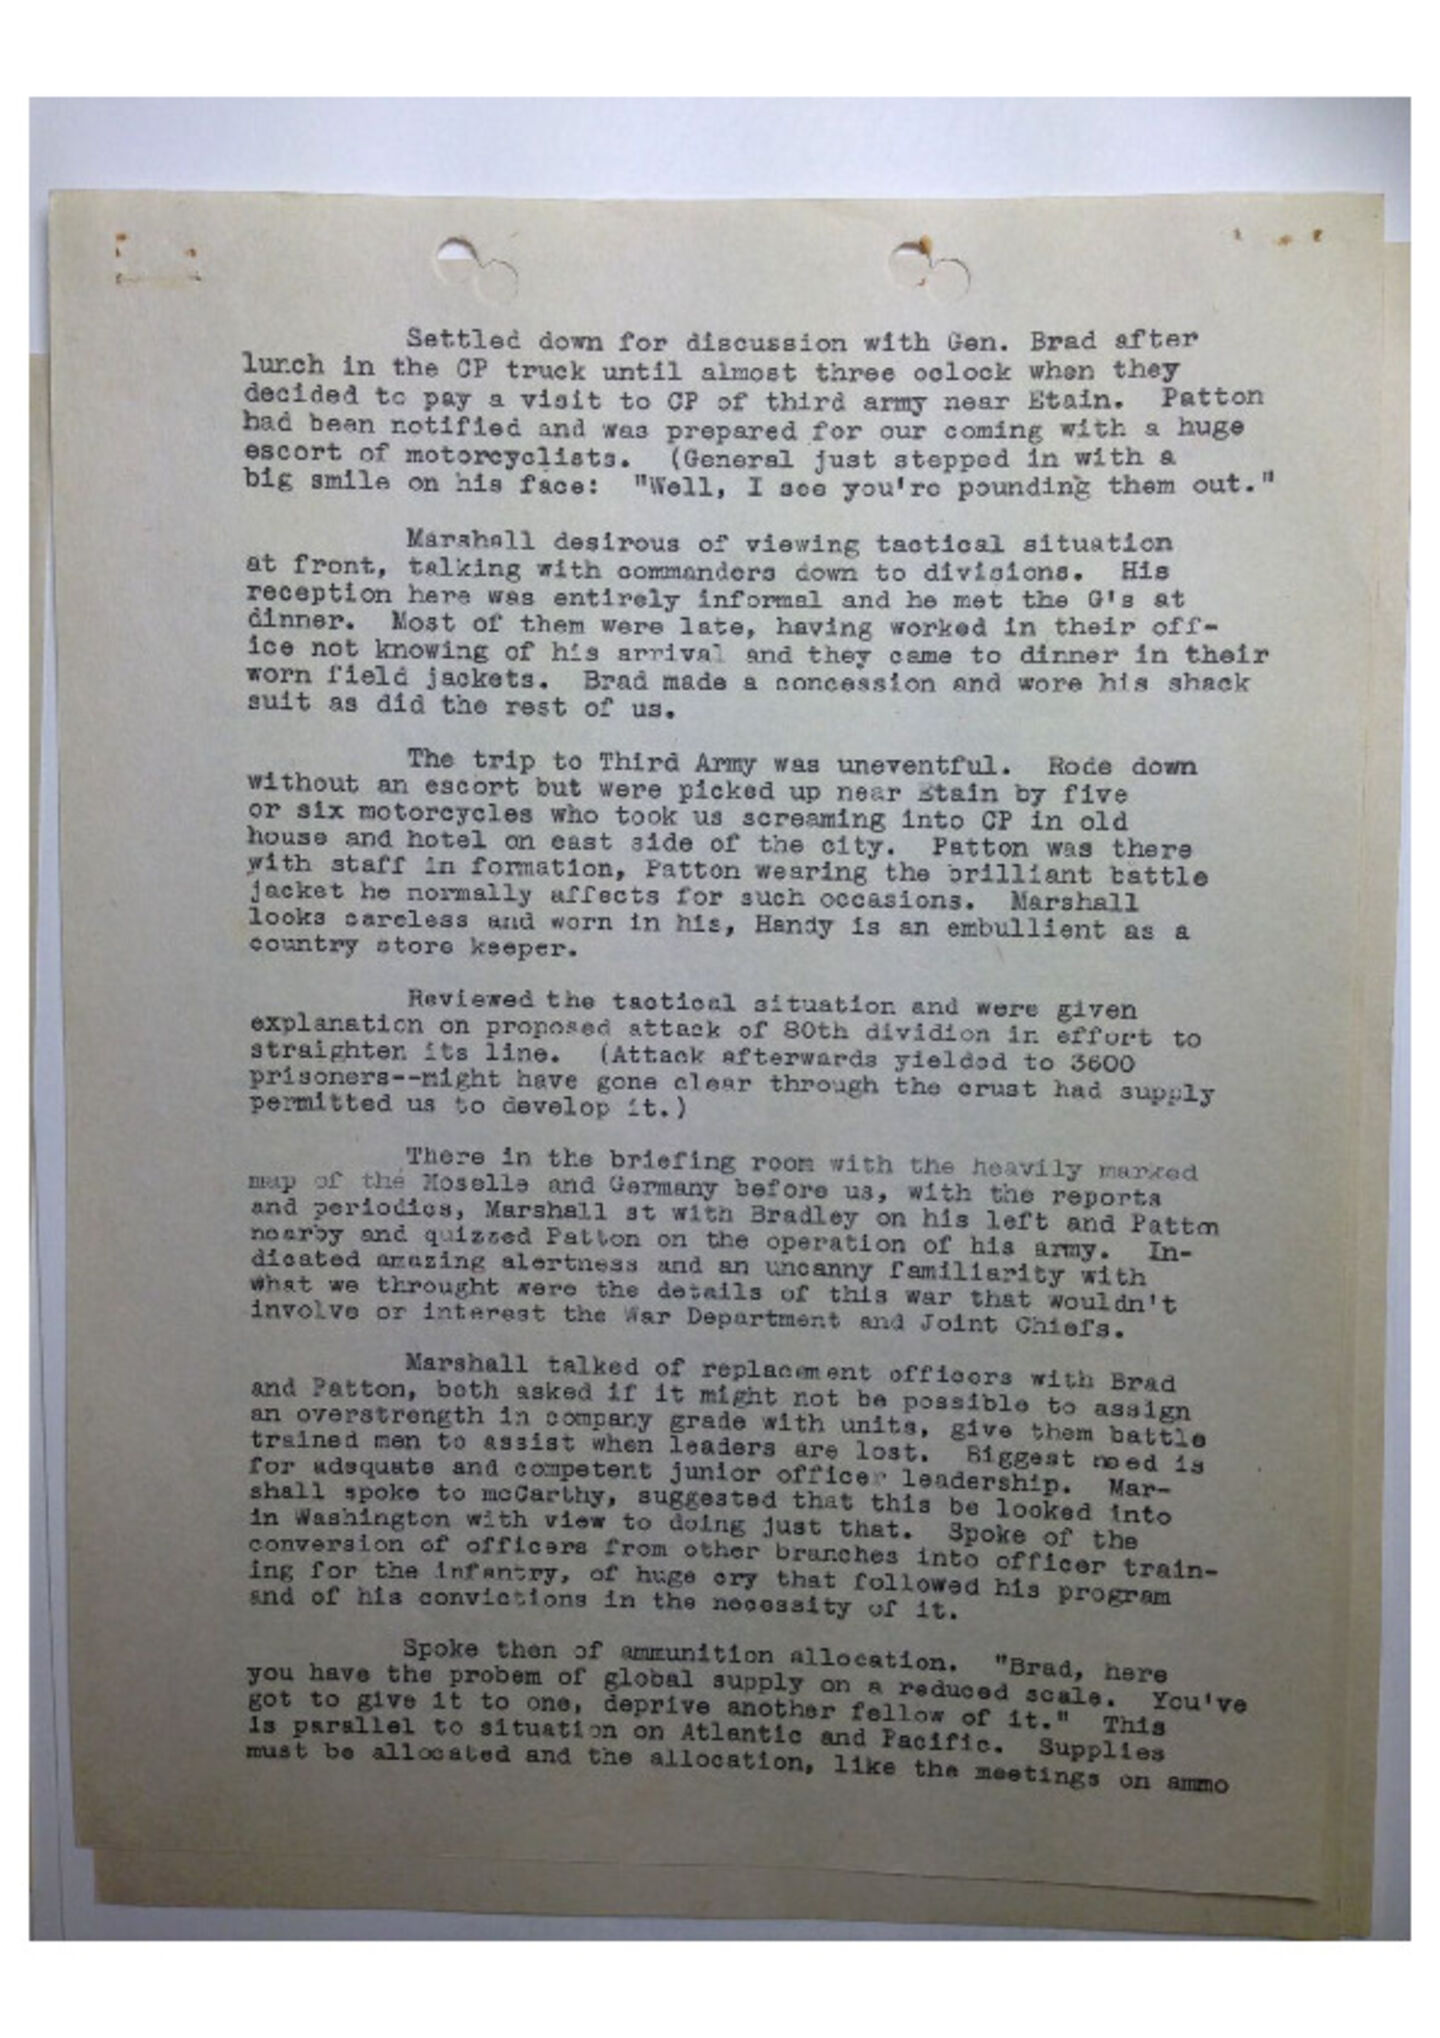 Settled down for discussion with Gen. Brad after
lunch in the CP truck until almost three oclock when they
decided to pay a visit to CP of third army near Etain. Patton
had been notified and was prepared for our coming with a huge
escort of motorcyclists. (General just stepped in with a
big smile on his face: "Well, I see you're pounding them out."
Marshall desirous of viewing tactical situation
at front, talking with commanders down to divisions. His
reception here was entirely informal and he met the G's at
dinner. Most of them were late, having worked in their off-
ice not knowing of his arrival and they came to dinner in their
worn field jackets. Brad made a concession and wore his shack
suit as did the rest of us.
The trip to Third Army was uneventful. Rode down
without an escort but were picked up near Etain by five
or six motorcycles who took us screaming into CP in old
house and hotel on east side of the city. Patton was there
with staff in formation, Patton wearing the brilliant battle
jacket he normally affects for such occasions. Marshall
looks careless and worn in his, Handy is an embullient as a
country store keeper.
Reviewed the tactical situation and were given
explanation on proposed attack of 80th dividion in effort to
straighten its line. (Attack afterwards yielded to 3600
prisoners--might have gone clear through the crust had supply
permitted us to develop it.)
There in the briefing room with the heavily marked
map of the Moselle and Germany before us, with the reports
and periodics, Marshall st with Bradley on his left and Patton
nearby and quizzed Patton on the operation of his army. In-
dicated amazing alertness and an uncanny familiarity with
what we throught were the details of this war that wouldn't
involve or interest the War Department and Joint Chiefs.
Marshall talked of replacement officers with Brad
and Patton, both asked if it might not be possible to assign
an overstrength in company grade with units, give them battle
trained men to assist when leaders are lost. Biggest need is
for adequate and competent junior officer leadership. Mar-
shall spoke to mcCarthy, suggested that this be looked into
in Washington with view to doing just that. Spoke of the
conversion of officers from other branches into officer train-
ing for the infantry, of huge cry that followed his program
and of his convictions in the necessity of it.
Spoke then of ammunition allocation. "Brad, here
you have the probem of global supply on a reduced scale. You've
got to give it to one, deprive another fellow of it." This
is parallel to situation on Atlantic and Pacific. Supplies
must be allocated and the allocation, like the meetings on ammo